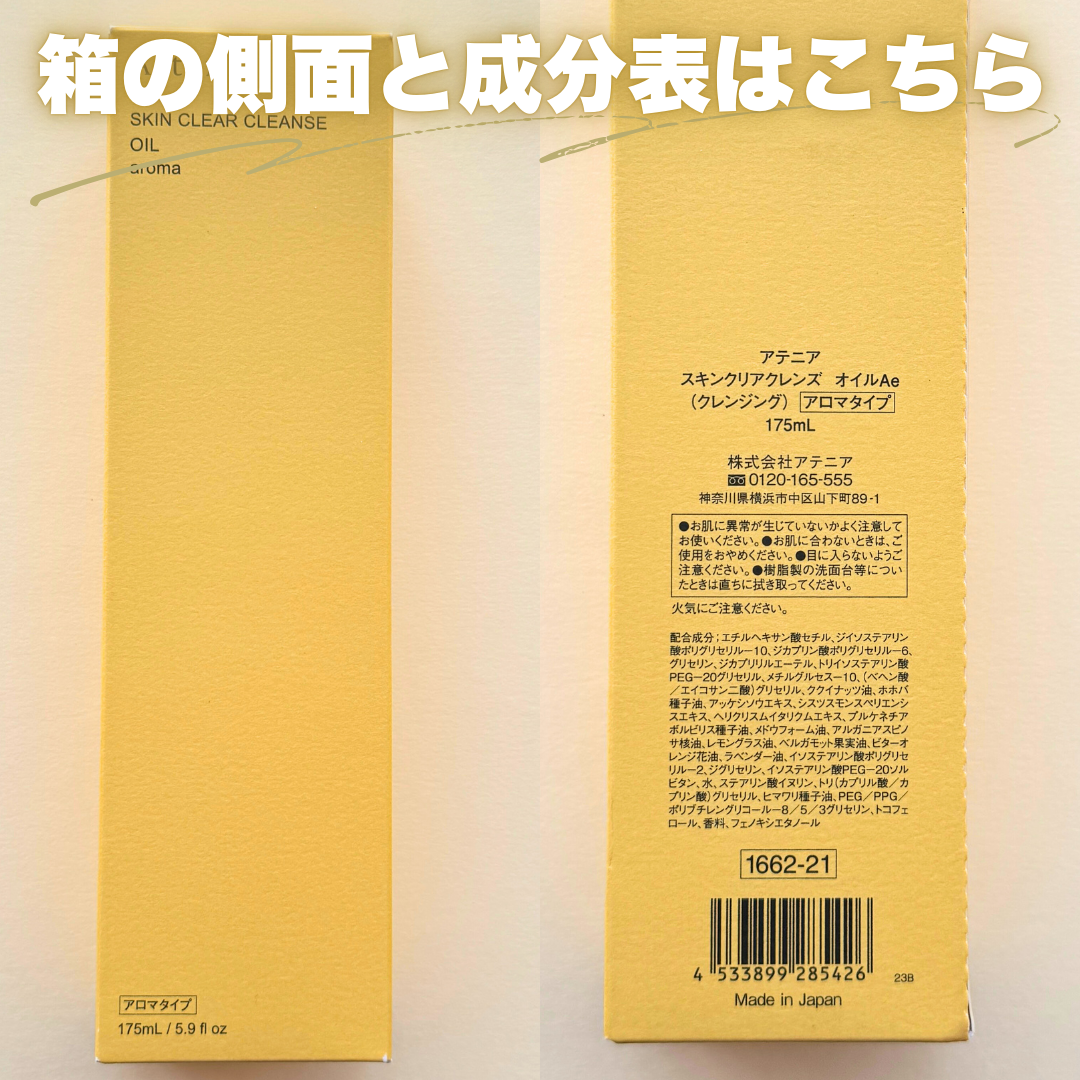 箱の側面と成分表はこちら
SKIN CLEAR CLEANSE
OIL
aroma
アロマタイプ
175mL / 5.9 fl oz
アテニア
スキンクリアクレンズ オイルAe
(クレンジング) アロマタイプ
175mL
株式会社アテニア
0120-165-555
神奈川県横浜市中区山下町89-1
●お肌に異常が生じていないかよく注意して
お使いください。●お肌に合わないときは、ご
使用をおやめください。●目に入らないようご
注意ください。●樹脂製の洗面台等につい
たときは直ちに拭き取ってください。
火気にご注意ください。
配合成分;エチルヘキサン酸セチル、ジイソステアリン
酸ポリグリセリル-10、ジカプリン酸ポリグリセリル-6、
グリセリン、ジカプリリルエーテル、トリイソステアリン酸
PEG-20グリセリル、メチルグルセス-10、(ベヘン酸
/エイコサン二酸)グリセリル、ククイナッツ油、ホホバ
種子油、アッケシソウエキス、シスツスモンスペリエンシ
スエキス、ヘリクリスムイタリクムエキス、プルケネチア
ボルビリス種子油、メドウフォーム油、アルガニアスピノ
サ核油、レモングラス油、ベルガモット果実油、ビターオ
レンジ花油、ラベンダー油、イソステアリン酸ポリグリセ
リル-2、ジグリセリン、イソステアリン酸PEG-20ソル
ビタン、水、ステアリン酸イヌリン、トリ(カプリル酸/カ
プリン酸)グリセリル、ヒマワリ種子油、PEG/PPG/
ポリブチレングリコール-8/5/3グリセリン、トコフェ
ロール、香料、フェノキシエタノール
1662-21
4 533899 285426
23B
Made in Japan